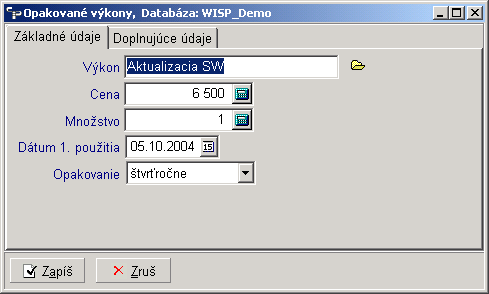 Opakované výkony, Databáza: WISP_Demo
Základné údaje Doplnujúce údaje
Výkon Aktualizacia SW
Cena 6 500
Množstvo 1
Dátum 1. použitia 05.10.2004 15
Opakovanie štvrťročne
Zapíš Zruš